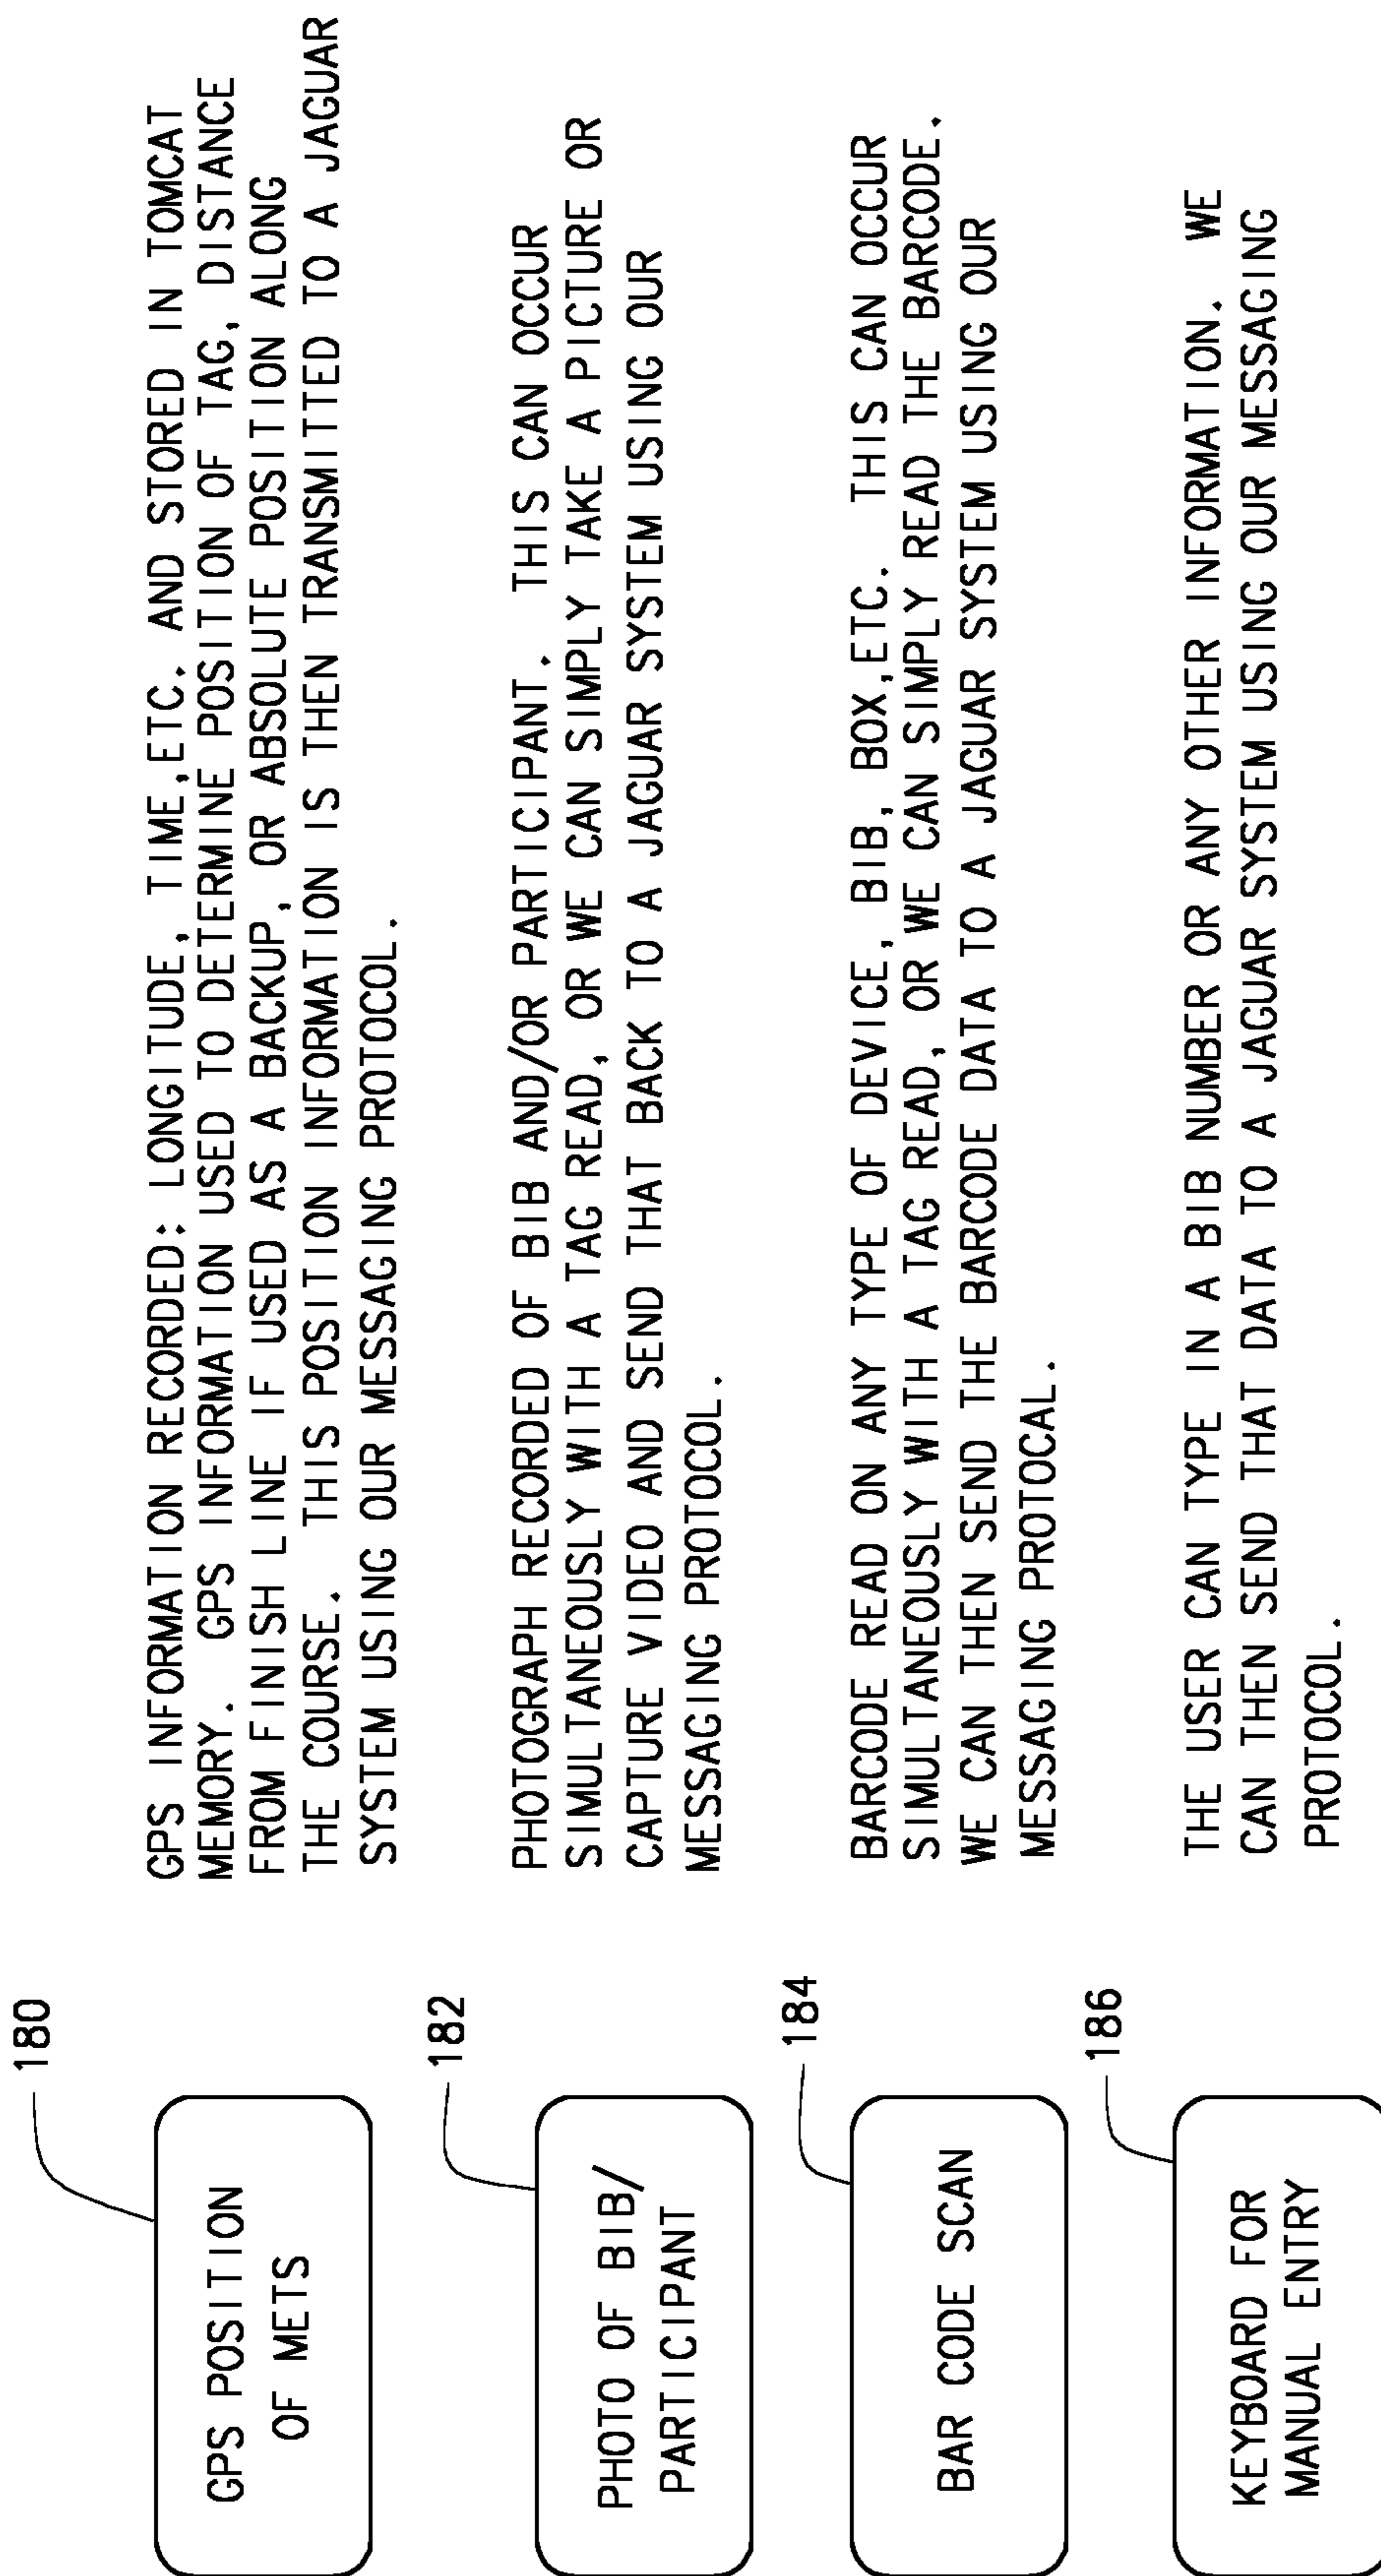 180
GPS POSITION
OF METS
GPS INFORMATION RECORDED: LONGITUDE, TIME,ETC. AND STORED IN TOMCAT
MEMORY. GPS INFORMATION USED TO DETERMINE POSITION OF TAG, DISTANCE
FROM FINISH LINE IF USED AS A BACKUP, OR ABSOLUTE POSITION ALONG
THE COURSE. THIS POSITION INFORMATION IS THEN TRANSMITTED TO A JAGUAR
SYSTEM USING OUR MESSAGING PROTOCOL.
182
PHOTO OF BIB/
PARTICIPANT
PHOTOGRAPH RECORDED OF BIB AND/OR PARTICIPANT. THIS CAN OCCUR
SIMULTANEOUSLY WITH A TAG READ, OR WE CAN SIMPLY TAKE A PICTURE OR
CAPTURE VIDEO AND SEND THAT BACK TO A JAGUAR SYSTEM USING OUR
MESSAGING PROTOCOL.
184
BAR CODE SCAN
BARCODE READ ON ANY TYPE OF DEVICE, BIB, BOX,ETC. THIS CAN OCCUR
SIMULTANEOUSLY WITH A TAG READ, OR WE CAN SIMPLY READ THE BARCODE.
WE CAN THEN SEND THE BARCODE DATA TO A JAGUAR SYSTEM USING OUR
MESSAGING PROTOCAL.
186
KEYBOARD FOR
MANUAL ENTRY
THE USER CAN TYPE IN A BIB NUMBER OR ANY OTHER INFORMATION. WE
CAN THEN SEND THAT DATA TO A JAGUAR SYSTEM USING OUR MESSAGING
PROTOCOL.